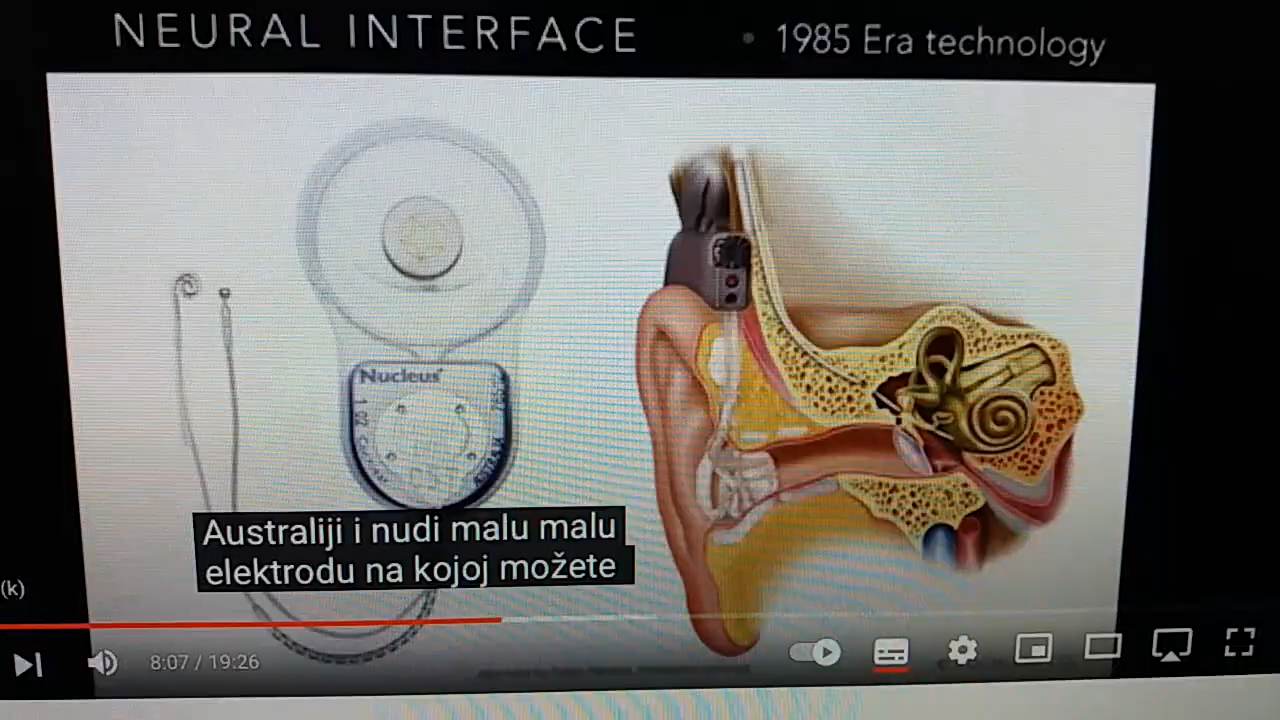 NEURAL INTERFACE
• 1985 Era technology
Nucleus
Australiji i nudi malu malu
elektrodu na kojoj možete
(k)
8:07 / 19:26